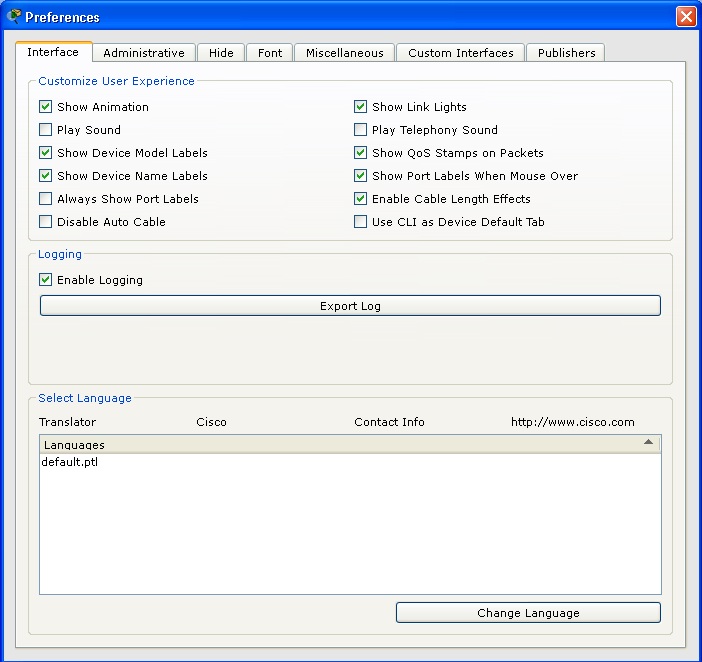 Preferences
Interface
Administrative
Hide
Font
Miscellaneous
Custom Interfaces
Publishers
Customize User Experience
Show Animation
Show Link Lights
Play Sound
Play Telephony Sound
Show Device Model Labels
Show QoS Stamps on Packets
Show Device Name Labels
Show Port Labels When Mouse Over
Always Show Port Labels
Enable Cable Length Effects
Disable Auto Cable
Use CLI as Device Default Tab
Logging
Enable Logging
Export Log
Select Language
Translator
Cisco
Contact Info
http://www.cisco.com
Languages
default.ptl
Change Language